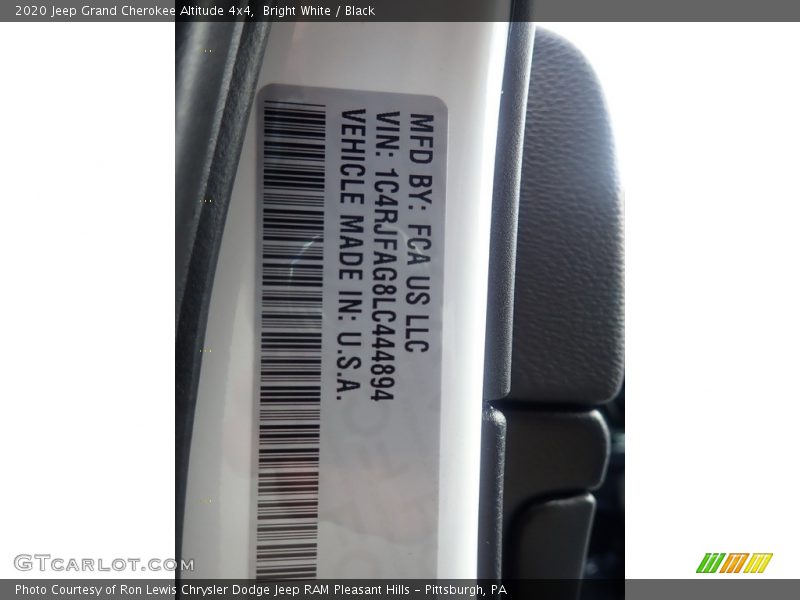 2020 Jeep Grand Cherokee Altitude 4x4, Bright White / Black
MFD BY: FCA US LLC
VIN: 1C4RJFAG8LC444894
VEHICLE MADE IN: U.S.A.
GTcarlot.com
Photo Courtesy of Ron Lewis Chrysler Dodge Jeep RAM Pleasant Hills - Pittsburgh, PA